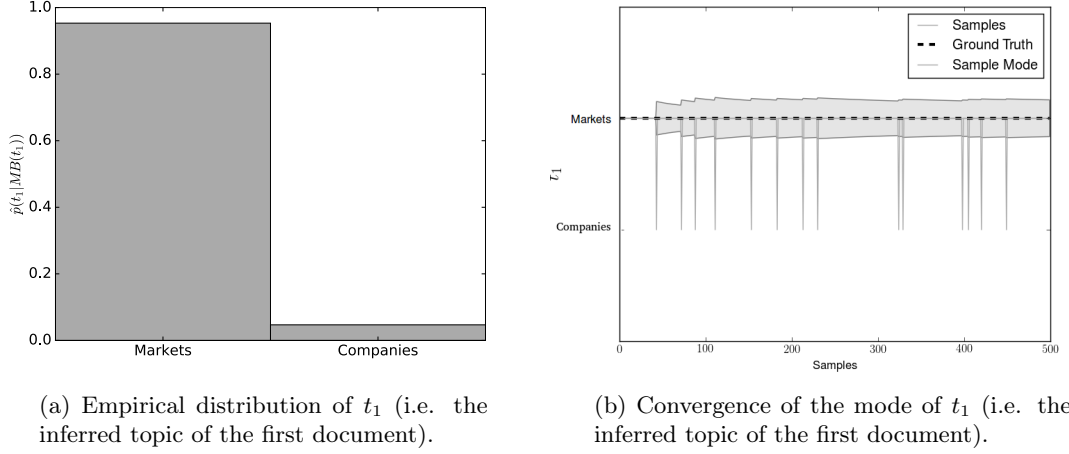 1.0
0.8
0.6
0.4
0.2
0.0
p̂(t₁|MB(t₁))
Markets Companies
Samples
Ground Truth
Sample Mode
Markets
Companies
t₁
0 100 200 300 400 500
Samples
(a) Empirical distribution of t₁ (i.e. the
inferred topic of the first document).
(b) Convergence of the mode of t₁ (i.e. the
inferred topic of the first document).